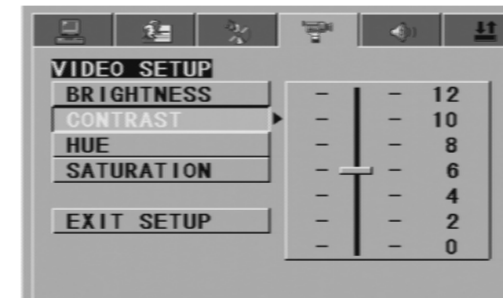 VIDEO SETUP
BRIGHTNESS
CONTRAST
HUE
SATURATION
EXIT SETUP
12
10
8
6
4
2
0